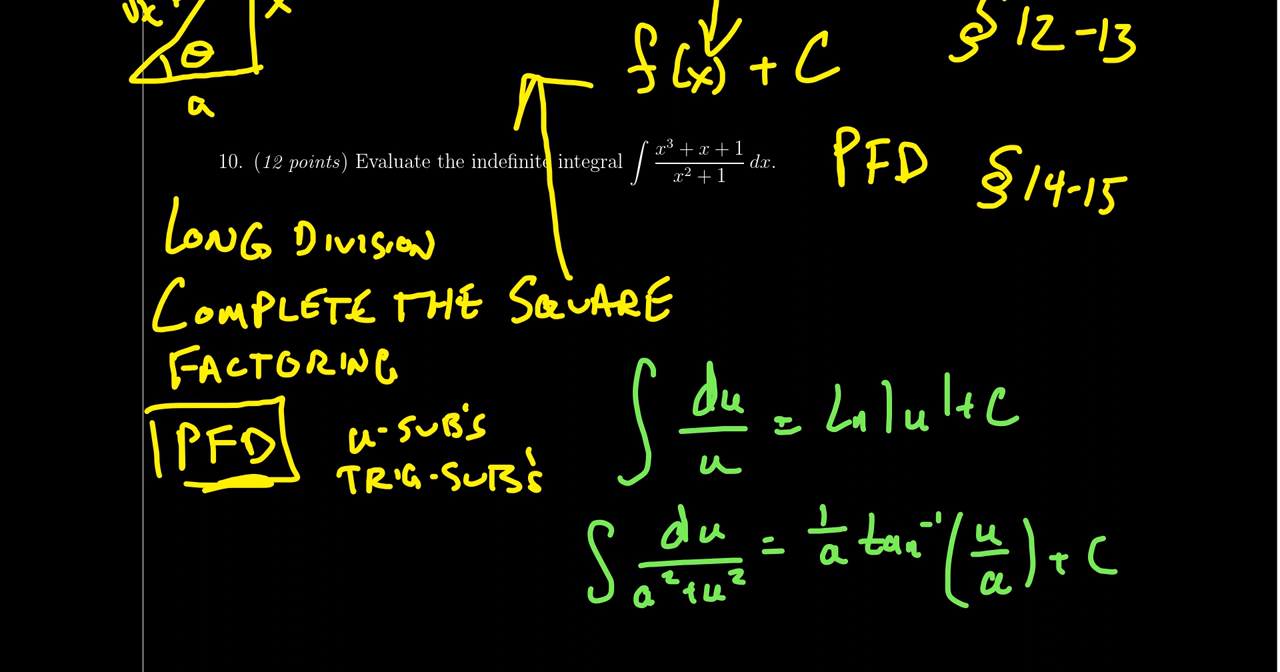 x
θ
a
f(x) + C
§ 12-13
10. (12 points) Evaluate the indefinite integral ∫ (x³ + x + 1)/(x² + 1) dx.
PFD § 14-15
LONG DIVISION
COMPLETE THE SQUARE
FACTORING
PFD
u-SUB'S
TRIG-SUB'S
∫ du/u = ln|u| + C
∫ du/(a²+u²) = 1/a tan⁻¹(u/a) + C